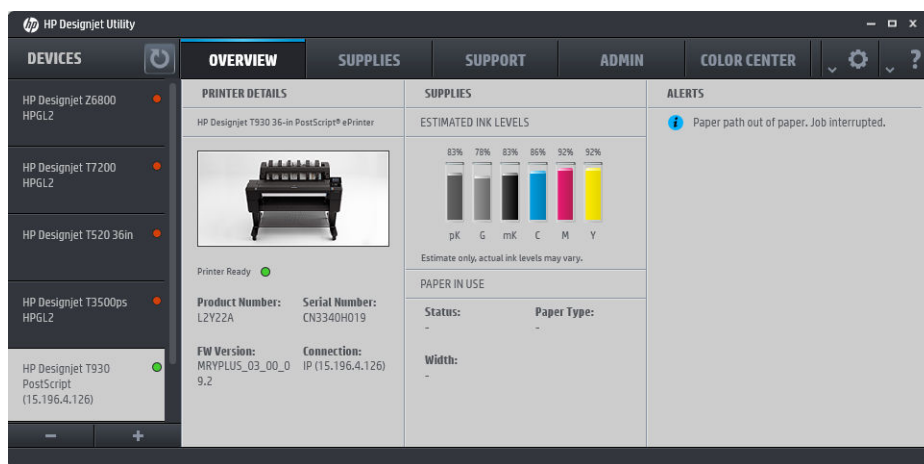 hp HP Designjet Utility
DEVICES
OVERVIEW
SUPPLIES
SUPPORT
ADMIN
COLOR CENTER
?
HP Designjet Z6800
HPGL2
HP Designjet T7200
HPGL2
HP Designjet T520 36in
HP Designjet T3500ps
HPGL2
HP Designjet T930
PostScript
(15.196.4.126)
PRINTER DETAILS
HP Designjet T930 36-in PostScript® ePrinter
Printer Ready
Product Number:
L2Y22A
Serial Number:
CN3340H019
FW Version:
MRYPLUS_03_00_0
9.2
Connection:
IP (15.196.4.126)
SUPPLIES
ESTIMATED INK LEVELS
83% 78% 83% 86% 92% 92%
pK G mK C M Y
Estimate only, actual ink levels may vary.
PAPER IN USE
Status:
-
Paper Type:
-
Width:
-
ALERTS
Paper path out of paper. Job interrupted.